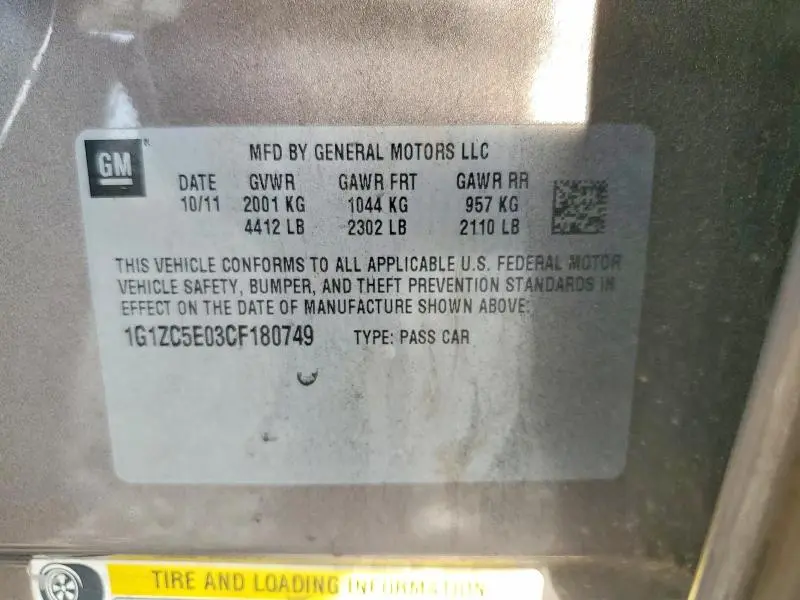 GM
MFD BY GENERAL MOTORS LLC
DATE GVWR GAWR FRT GAWR RR
10/11 2001 KG 1044 KG 957 KG
4412 LB 2302 LB 2110 LB
THIS VEHICLE CONFORMS TO ALL APPLICABLE U.S. FEDERAL MOTOR
VEHICLE SAFETY, BUMPER, AND THEFT PREVENTION STANDARDS IN
EFFECT ON THE DATE OF MANUFACTURE SHOWN ABOVE:
1G1ZC5E03CF180749 TYPE: PASS CAR
TIRE AND LOADING INFORMATION